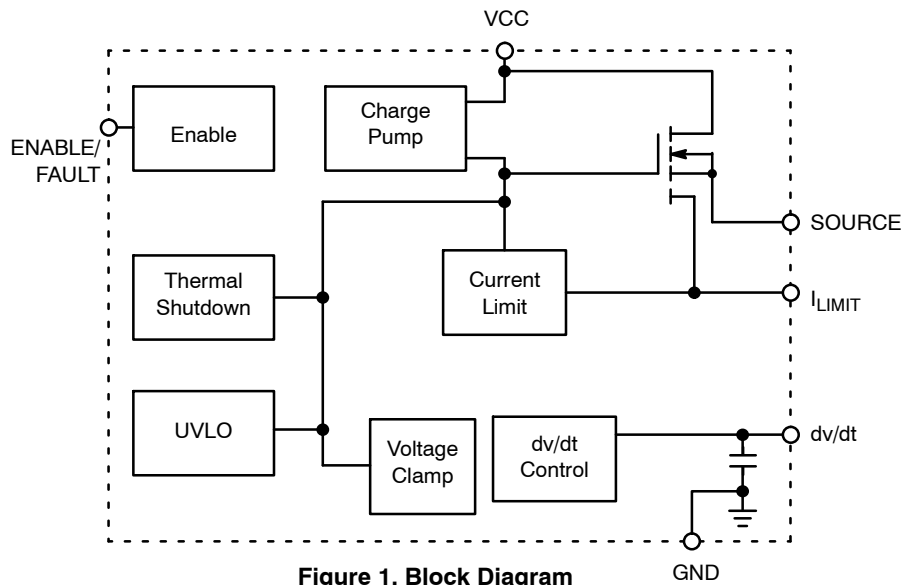 VCC
Enable
Charge
Pump
ENABLE/
FAULT
SOURCE
Thermal
Shutdown
Current
Limit
ILIMIT
UVLO
Voltage
Clamp
dv/dt
Control
dv/dt
GND
Figure 1. Block Diagram